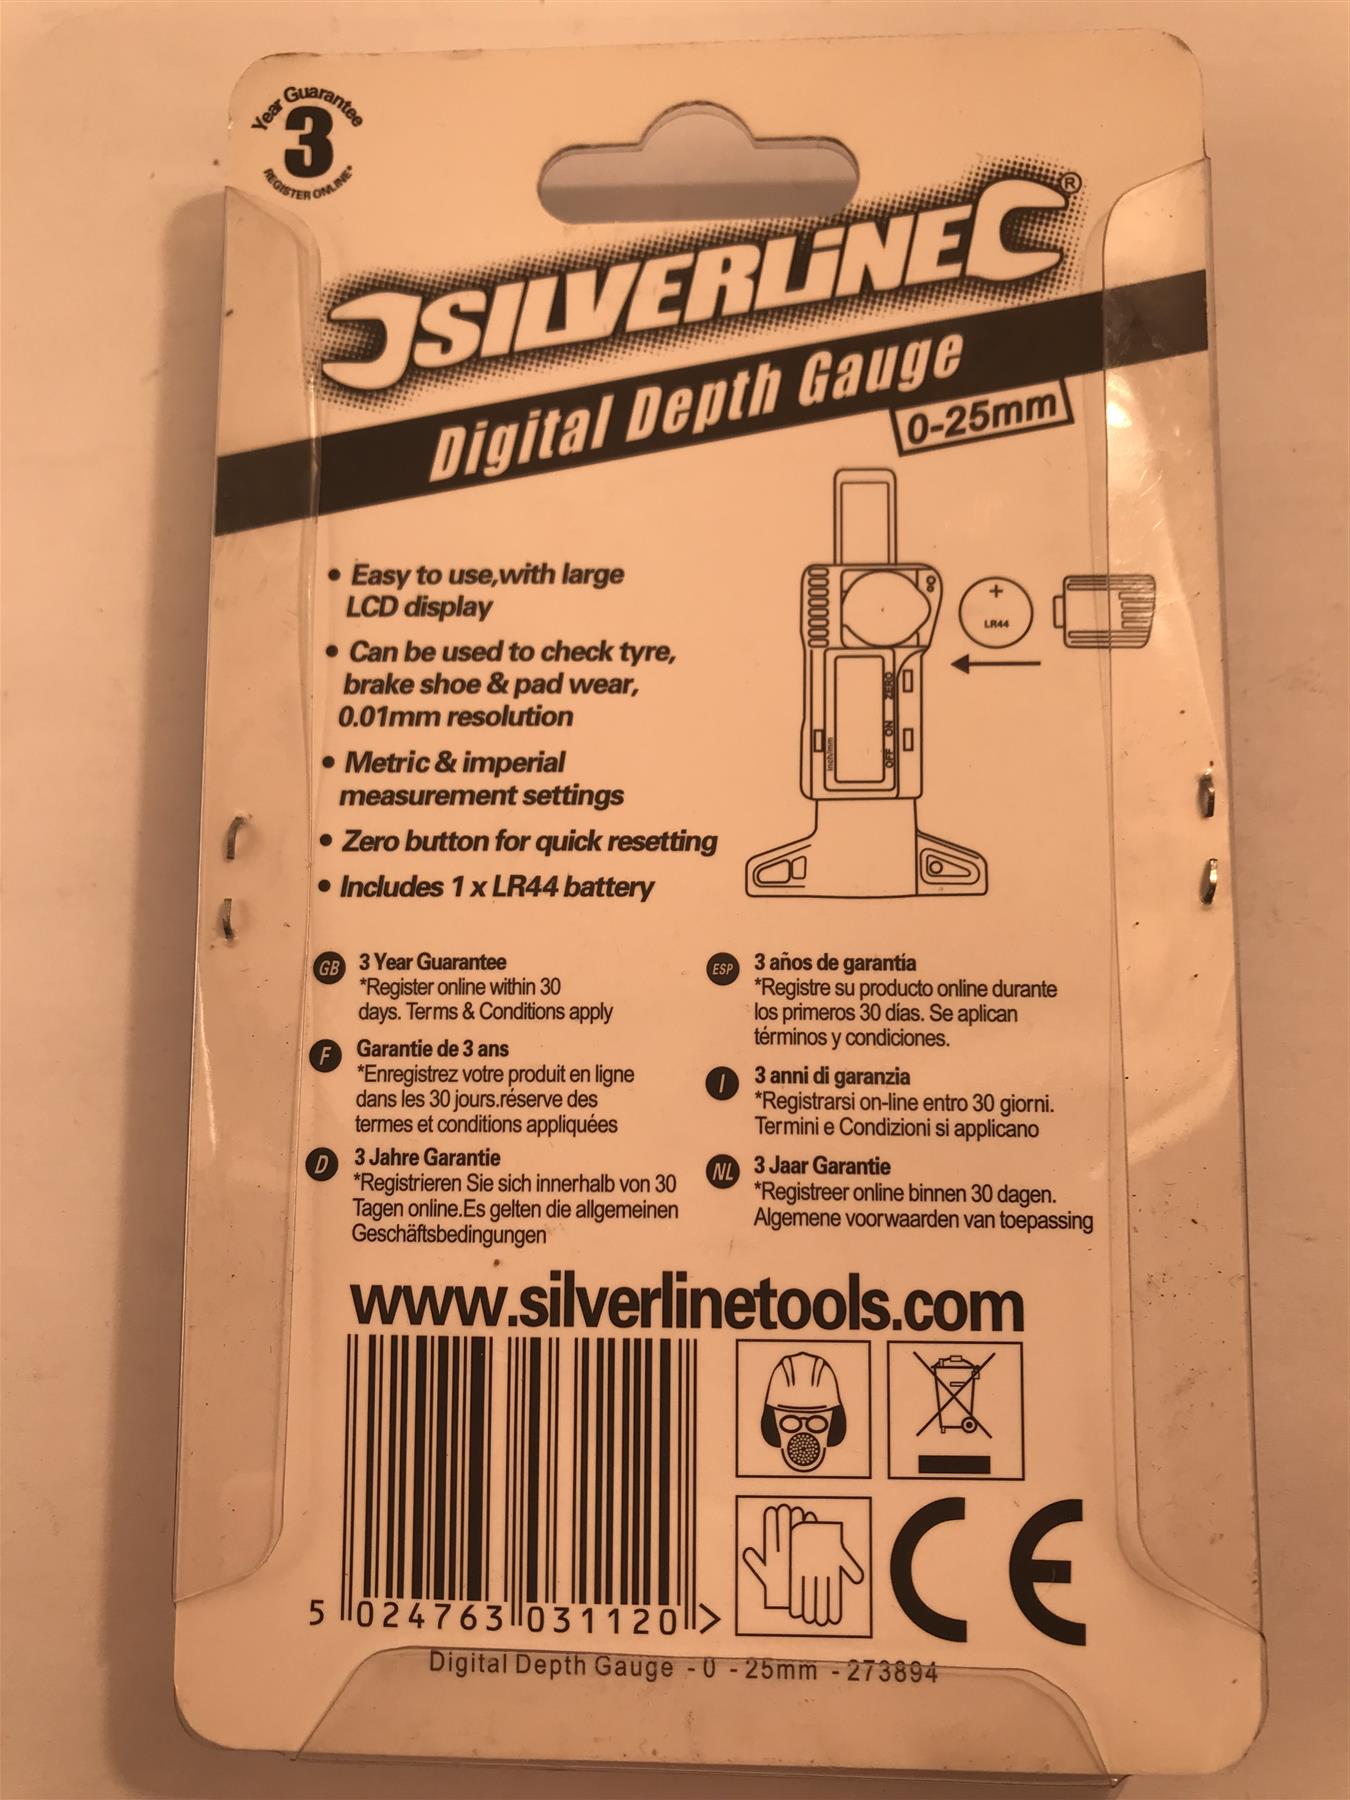 Year Guarantee
3
REGISTER ONLINE*
SILVERLiNE®
Digital Depth Gauge
0-25mm
• Easy to use,with large
LCD display
• Can be used to check tyre,
brake shoe & pad wear,
0.01mm resolution
• Metric & imperial
measurement settings
• Zero button for quick resetting
• Includes 1 x LR44 battery
+
LR44
ZERO
ON
OFF
inch/mm
GB 3 Year Guarantee
*Register online within 30
days. Terms & Conditions apply
F Garantie de 3 ans
*Enregistrez votre produit en ligne
dans les 30 jours.réserve des
termes et conditions appliquées
D 3 Jahre Garantie
*Registrieren Sie sich innerhalb von 30
Tagen online.Es gelten die allgemeinen
Geschäftsbedingungen
ESP 3 años de garantía
*Registre su producto online durante
los primeros 30 días. Se aplican
términos y condiciones.
I 3 anni di garanzia
*Registrarsi on-line entro 30 giorni.
Termini e Condizioni si applicano
NL 3 Jaar Garantie
*Registreer online binnen 30 dagen.
Algemene voorwaarden van toepassing
www.silverlinetools.com
5 024763 031120 >
CE
Digital Depth Gauge - 0 - 25mm - 273894